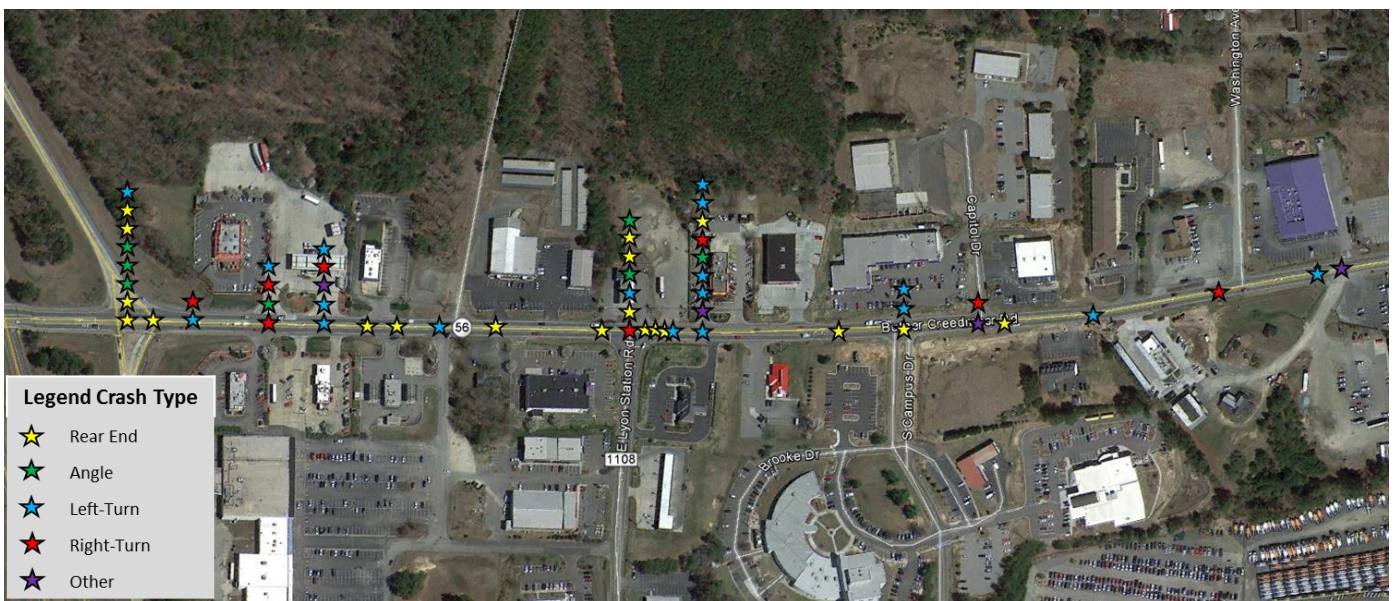 Washington Ave
Capitol Dr
56
E Lyon Station Rd
S Campus Dr
1108
Brooke Dr
Legend Crash Type
Rear End
Angle
Left-Turn
Right-Turn
Other